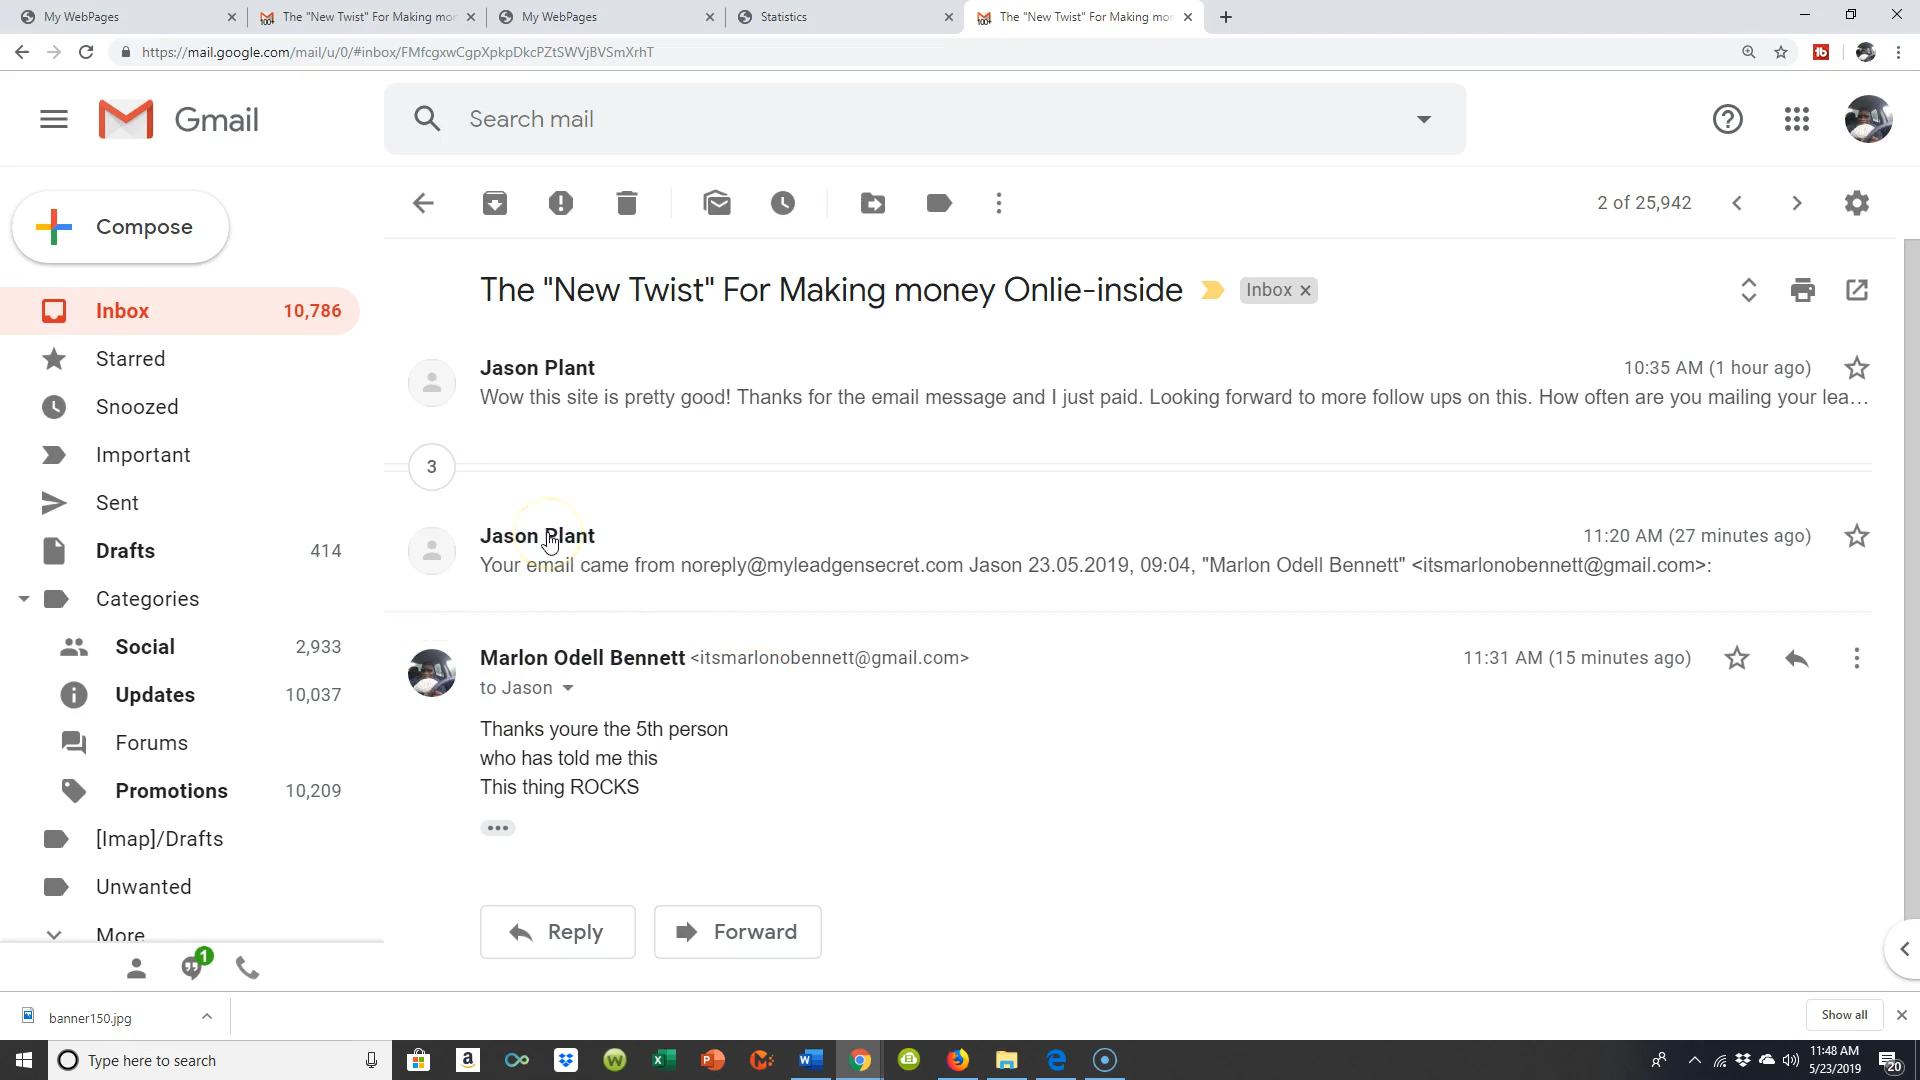 My WebPages
The "New Twist" For Making mor
My WebPages
Statistics
The "New Twist" For Making mor
https://mail.google.com/mail/u/0/#inbox/FMfcgxwCgpXpkpDkcPZtSWVjBVSmXrhT
Gmail
Search mail
Compose
2 of 25,942
Inbox 10,786
Starred
Snoozed
Important
Sent
Drafts 414
Categories
Social 2,933
Updates 10,037
Forums
Promotions 10,209
[Imap]/Drafts
Unwanted
More
1
The "New Twist" For Making money Onlie-inside
Inbox
Jason Plant
10:35 AM (1 hour ago)
Wow this site is pretty good! Thanks for the email message and I just paid. Looking forward to more follow ups on this. How often are you mailing your lea...
3
Jason Plant
11:20 AM (27 minutes ago)
Your email came from noreply@myleadgensecret.com Jason 23.05.2019, 09:04, "Marlon Odell Bennett" <itsmarlonobennett@gmail.com>:
Marlon Odell Bennett <itsmarlonobennett@gmail.com>
11:31 AM (15 minutes ago)
to Jason
Thanks youre the 5th person
who has told me this
This thing ROCKS
Reply
Forward
banner150.jpg
Show all
Type here to search
11:48 AM
5/23/2019
20